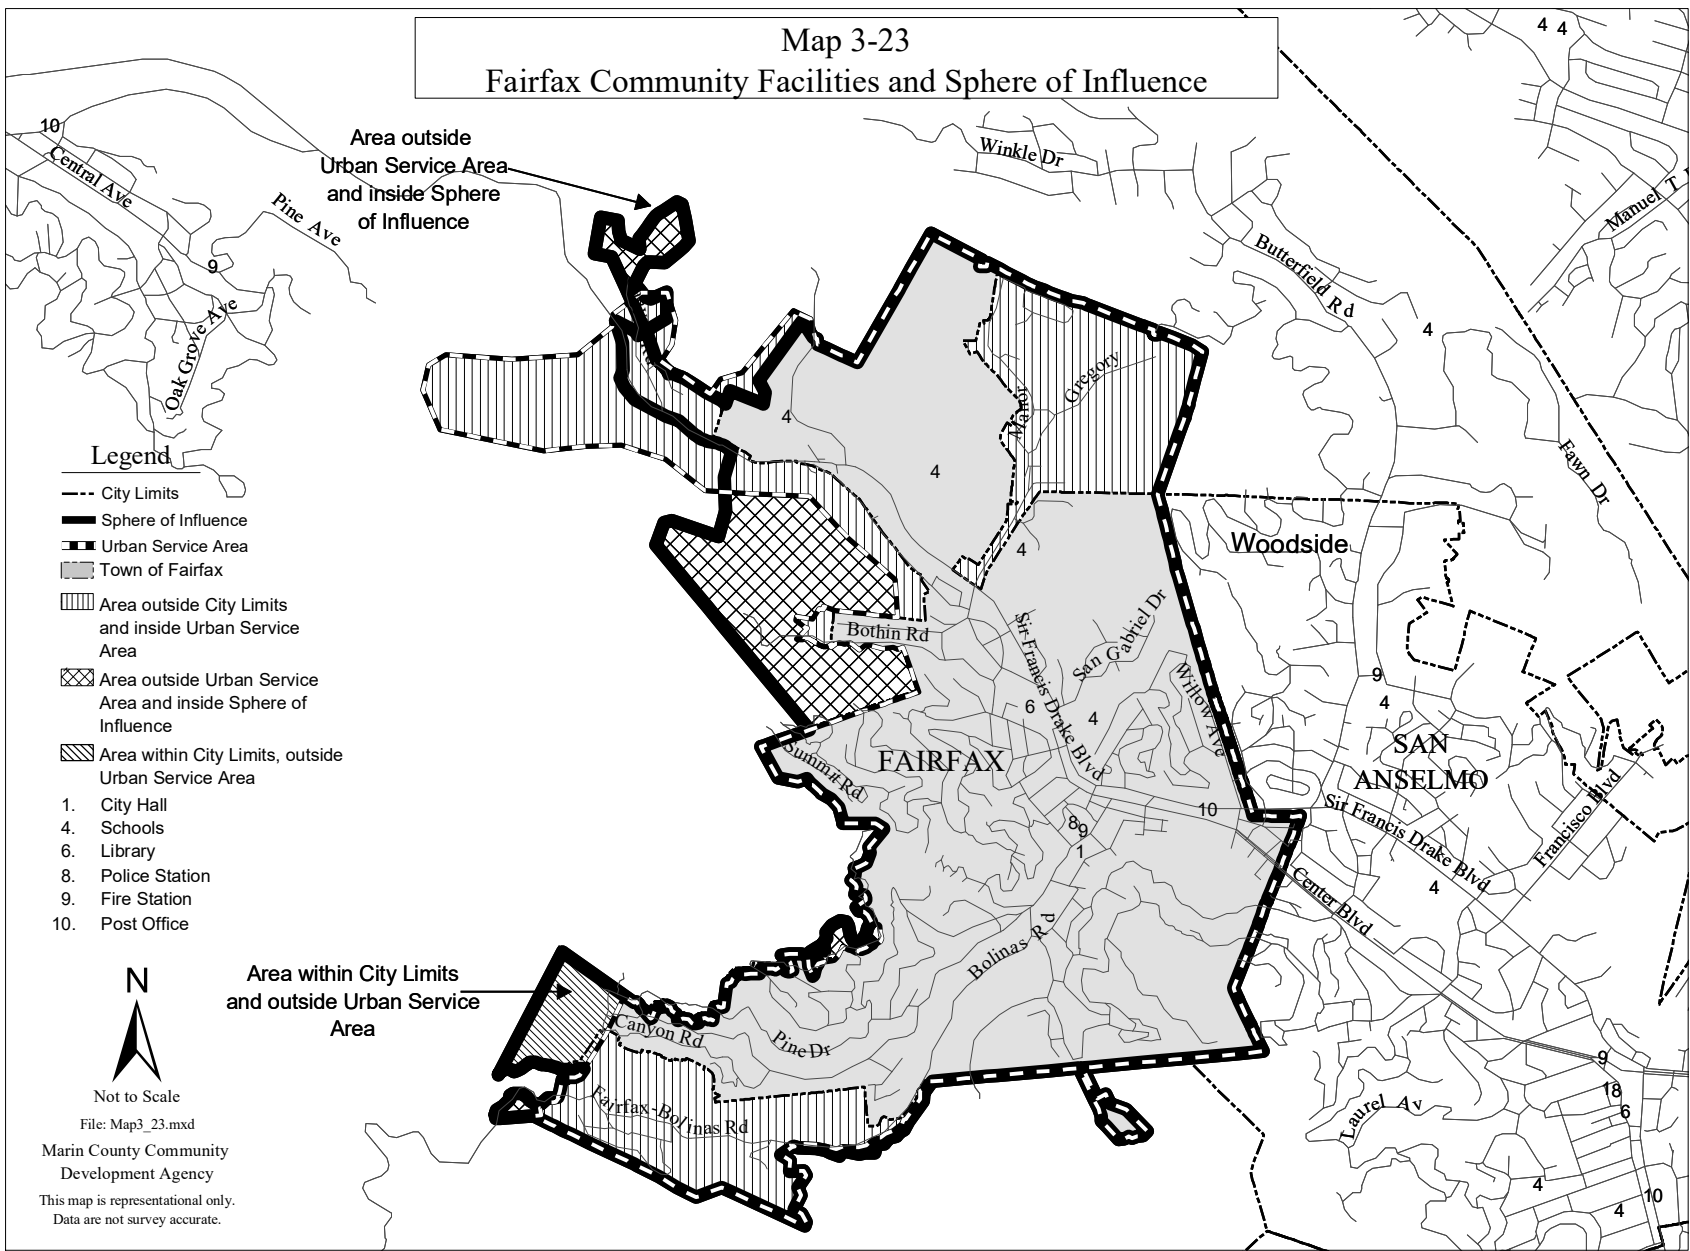 Map 3-23
Fairfax Community Facilities and Sphere of Influence
4 4
10
Area outside
Urban Service Area
and inside Sphere
of Influence
Winkle Dr
Central Ave
Pine Ave
Manuel T
Butterfield Rd
9
Oak Grove Ave
4
Gregory
Manor
4
4
Fawn Dr
4
Woodside
Legend
City Limits
Sphere of Influence
Urban Service Area
Town of Fairfax
Area outside City Limits
and inside Urban Service
Area
Area outside Urban Service
Area and inside Sphere of
Influence
Area within City Limits, outside
Urban Service Area
1. City Hall
4. Schools
6. Library
8. Police Station
9. Fire Station
10. Post Office
Bothin Rd
Sir Francis Drake Blvd
San Gabriel Dr
Willow Ave
9
4
6
4
FAIRFAX
Summit Rd
SAN
ANSELMO
10
Sir Francis Drake Blvd
Francisco Blvd
89
1
4
Center Blvd
Bolinas Rd
Area within City Limits
and outside Urban Service
Area
Canyon Rd
Pine Dr
Fairfax-Bolinas Rd
9
18
6
Laurel Av
4
10
4
N
Not to Scale
File: Map3_23.mxd
Marin County Community
Development Agency
This map is representational only.
Data are not survey accurate.